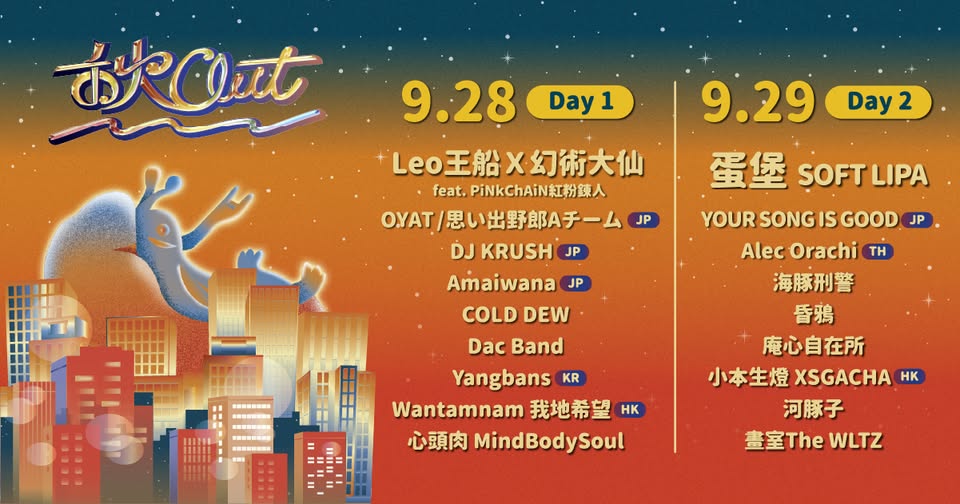 火Out
9.28 Day 1
Leo王船X幻術大仙
feat. PiNkChAiN紅粉鍊人
O.Y.A.T/思い出野郎Aチーム JP
DJ KRUSH JP
Amaiwana JP
COLD DEW
Dac Band
Yangbans KR
Wantamnam 我地希望 HK
心頭肉 MindBodySoul
9.29 Day 2
蛋堡 SOFT LIPA
YOUR SONG IS GOOD JP
Alec Orachi TH
海豚刑警
昏鴉
庵心自在所
小本生燈 XSGACHA HK
河豚子
畫室The WLTZ